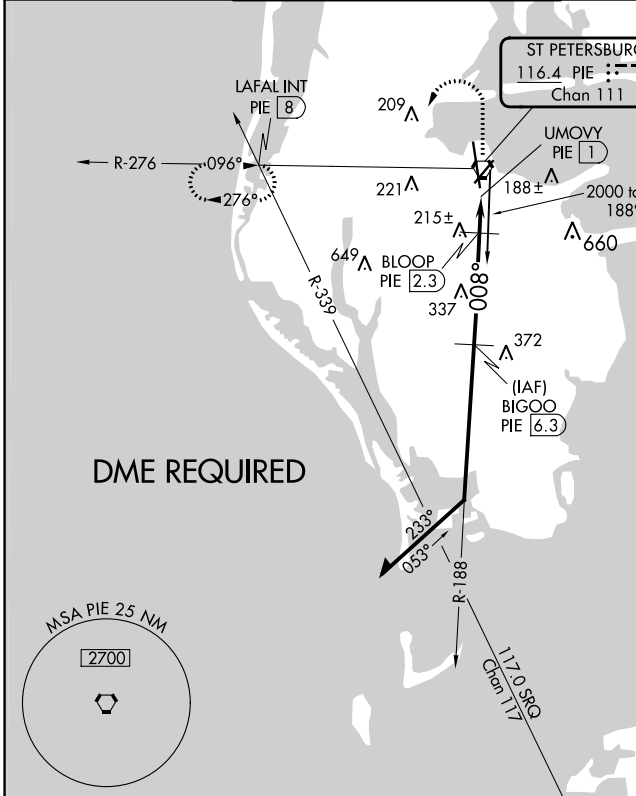 ST PETERSBURG
116.4 PIE
Chan 111
LAFAL INT
PIE 8
209
UMOVY
PIE 1
R-276
096°
276°
221
188±
2000 to
188°
215±
660
649
BLOOP
PIE 2.3
008°
337
R-339
372
(IAF)
BIGOO
PIE 6.3
DME REQUIRED
233°
053°
R-188
MSA PIE 25 NM
2700
117.0 SRQ
Chan 117